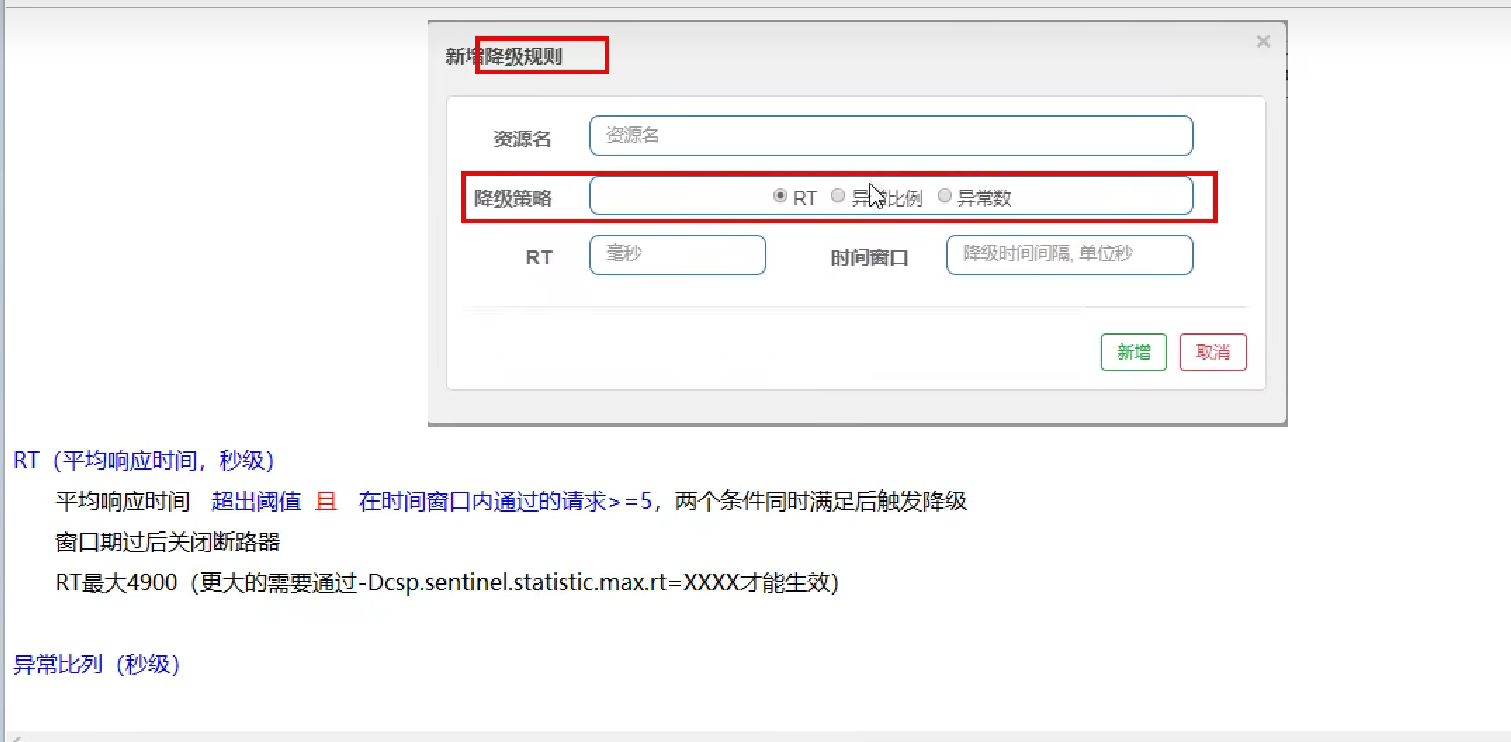 新增降级规则
×
资源名 资源名
降级策略 RT 异常比例 异常数
RT 毫秒 时间窗口 降级时间间隔, 单位秒
新增 取消
RT（平均响应时间，秒级）
平均响应时间 超出阈值 且 在时间窗口内通过的请求>=5，两个条件同时满足后触发降级
窗口期过后关闭断路器
RT最大4900（更大的需要通过-Dcsp.sentinel.statistic.max.rt=XXXX才能生效）
异常比列（秒级）